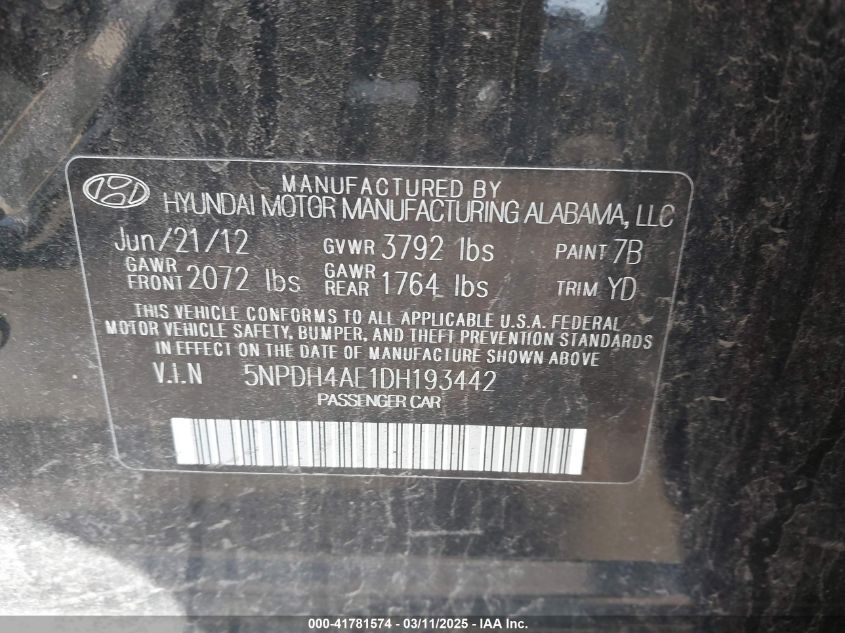 MANUFACTURED BY
HYUNDAI MOTOR MANUFACTURING ALABAMA, LLC
Jun/21/12 GVWR 3792 lbs PAINT 7B
GAWR FRONT 2072 lbs GAWR REAR 1764 lbs TRIM YD
THIS VEHICLE CONFORMS TO ALL APPLICABLE U.S.A. FEDERAL
MOTOR VEHICLE SAFETY, BUMPER, AND THEFT PREVENTION STANDARDS
IN EFFECT ON THE DATE OF MANUFACTURE SHOWN ABOVE
V.I.N 5NPDH4AE1DH193442
PASSENGER CAR
000-41781574 - 03/11/2025 - IAA Inc.